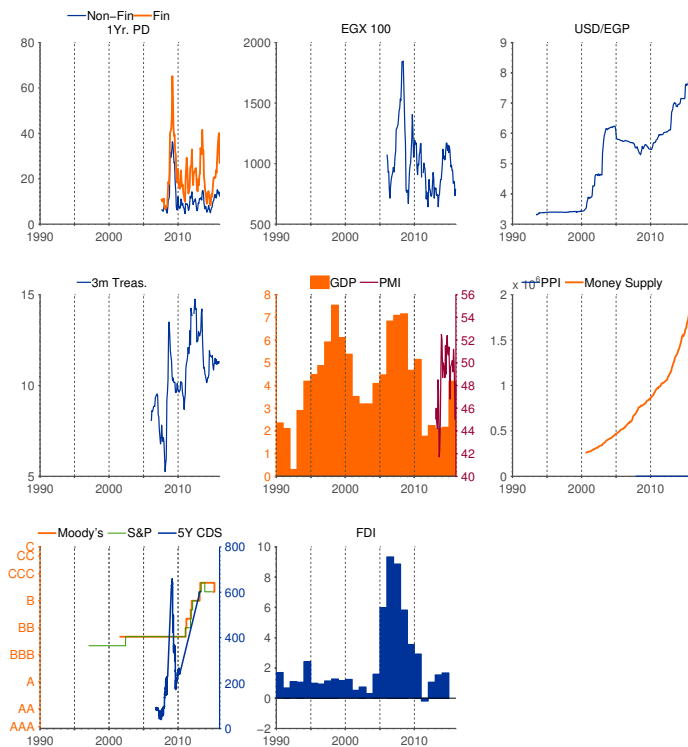 Non−Fin Fin
1Yr. PD
80
60
40
20
0
1990 2000 2010
EGX 100
2000
1500
1000
500
1990 2000 2010
USD/EGP
9
8
7
6
5
4
3
1990 2000 2010
3m Treas.
15
10
5
1990 2000 2010
GDP PMI
8 56
7 54
6 52
5 50
4 48
3 46
2 44
1 42
0 40
1990 2000 2010
x 10^6
PPI Money Supply
2
1.5
1
0.5
0
1990 2000 2010
Moody's S&P 5Y CDS
C 800
CC
CCC
B 600
BB 400
BBB
A 200
AA
AAA 0
1990 2000 2010
FDI
10
8
6
4
2
0
−2
1990 2000 2010